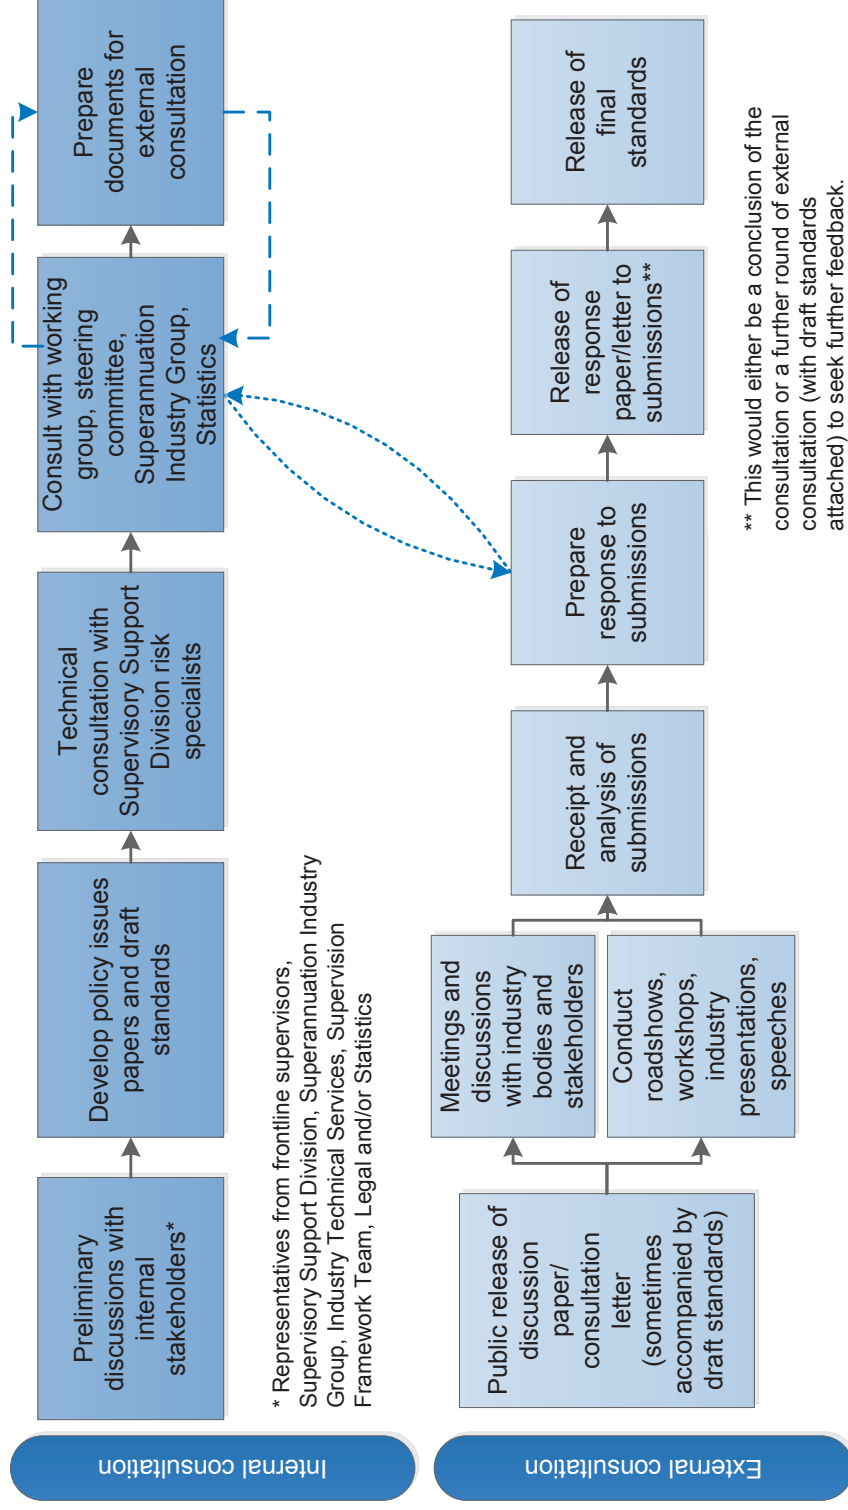 Internal consultation
Preliminary
discussions with
internal
stakeholders*
Develop policy issues
papers and draft
standards
Technical
consultation with
Supervisory Support
Division risk
specialists
Consult with working
group, steering
committee,
Superannuation
Industry Group,
Statistics
Prepare
documents for
external
consultation
* Representatives from frontline supervisors,
Supervisory Support Division, Superannuation Industry
Group, Industry Technical Services, Supervision
Framework Team, Legal and/or Statistics
External consultation
Public release of
discussion
paper/
consultation
letter
(sometimes
accompanied by
draft standards)
Meetings and
discussions
with industry
bodies and
stakeholders
Conduct
roadshows,
workshops,
industry
presentations,
speeches
Receipt and
analysis of
submissions
Prepare
response to
submissions
Release of
response
paper/letter to
submissions**
Release of
final
standards
** This would either be a conclusion of the
consultation or a further round of external
consultation (with draft standards
attached) to seek further feedback.